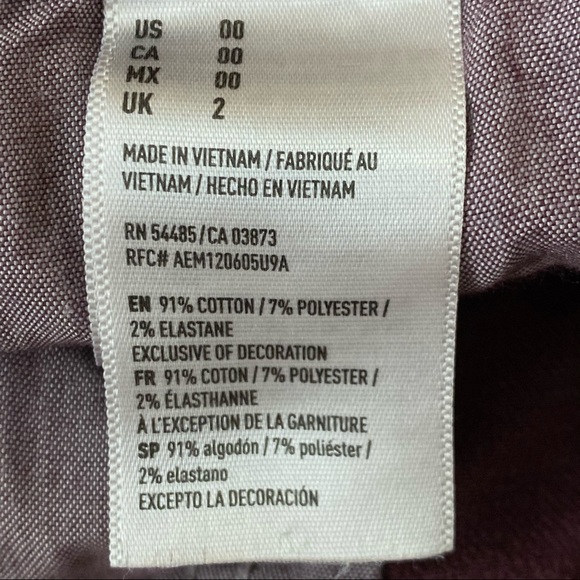 US 00
CA 00
MX 00
UK 2
MADE IN VIETNAM / FABRIQUÉ AU
VIETNAM / HECHO EN VIETNAM
RN 54485 / CA 03873
RFC# AEM120605U9A
EN 91% COTTON / 7% POLYESTER /
2% ELASTANE
EXCLUSIVE OF DECORATION
FR 91% COTON / 7% POLYESTER /
2% ÉLASTHANNE
À L'EXCEPTION DE LA GARNITURE
SP 91% algodón / 7% poliéster /
2% elastano
EXCEPTO LA DECORACIÓN